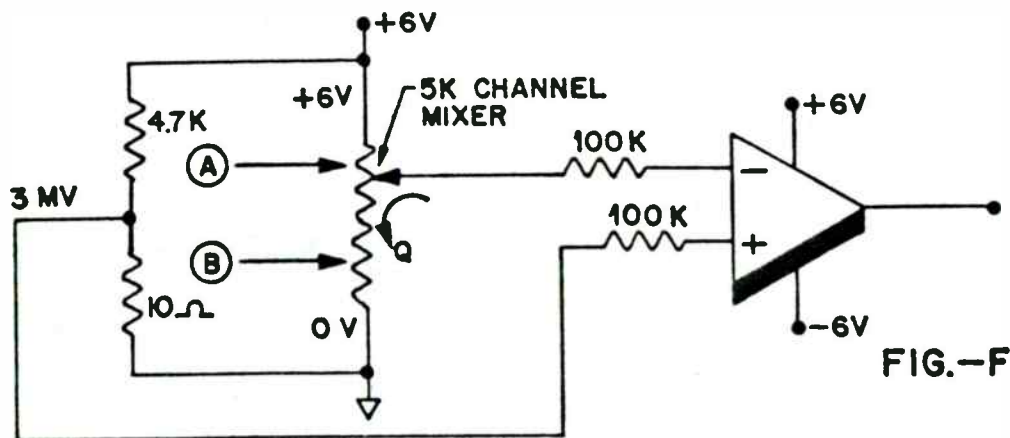 +6V
+6V
5K CHANNEL
MIXER
4.7K
A
+6V
100K
3 MV
−
100K
+
Q
B
10Ω
0 V
-6V
FIG.-F